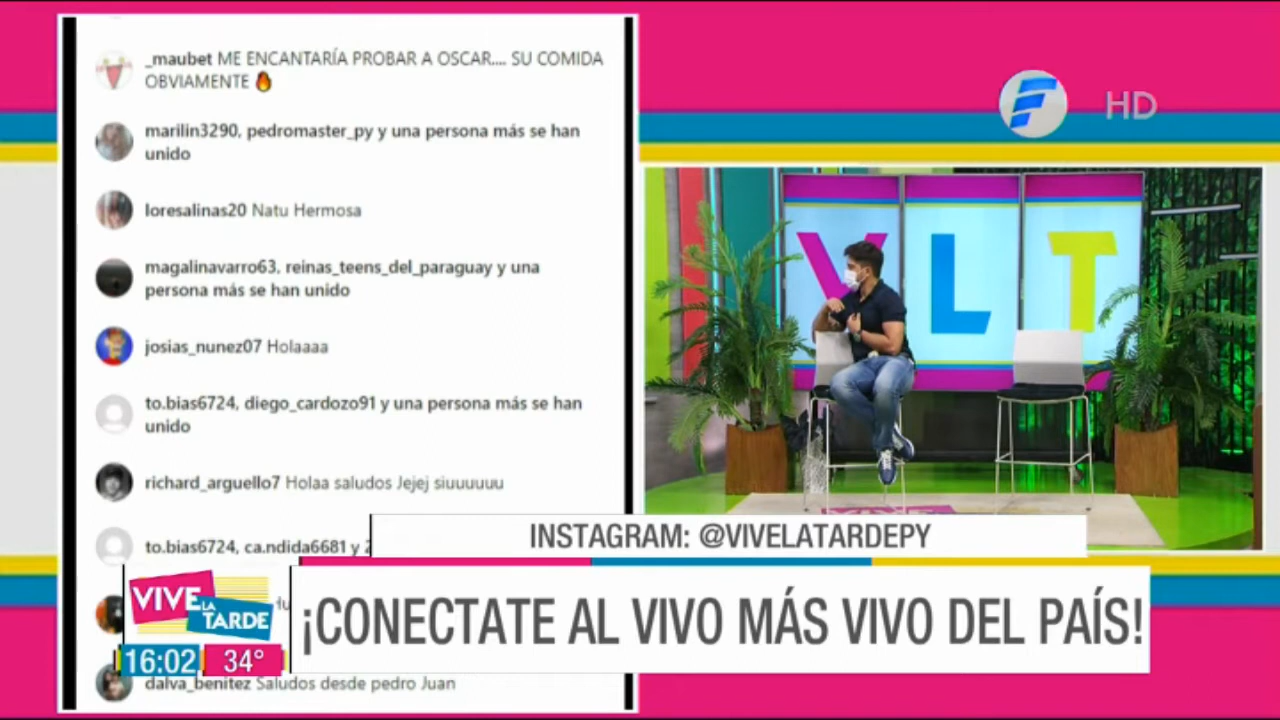 _maubet ME ENCANTARÍA PROBAR A OSCAR.... SU COMIDA
OBVIAMENTE 🔥
marilin3290, pedromaster_py y una persona más se han
unido
loresalinas20 Natu Hermosa
magalinavarro63, reinas_teens_del_paraguay y una
persona más se han unido
josias_nunez07 Holaaaa
to.bias6724, diego_cardozo91 y una persona más se han
unido
richard_arguello7 Holaa saludos Jejej siuuuuuu
to.bias6724, ca.ndida6681 y
dalva_benitez Saludos desde pedro Juan
HD
VLT
VIVE
INSTAGRAM: @VIVELATARDEPY
VIVE
LA
TARDE
¡CONECTATE AL VIVO MÁS VIVO DEL PAÍS!
16:02 34°